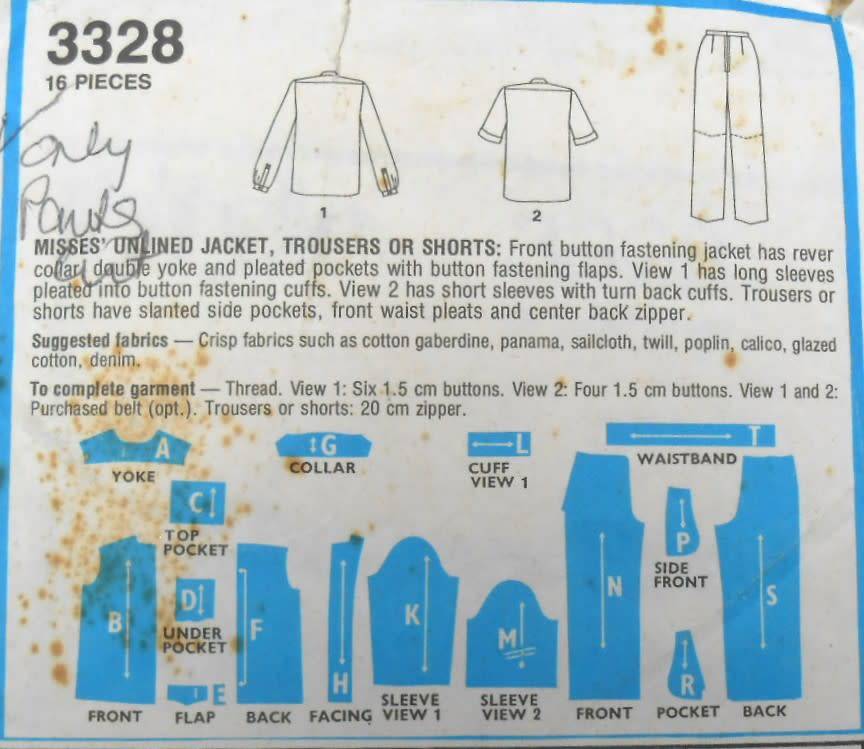 3328
16 PIECES
only
Pants
cut
1
2
MISSES' UNLINED JACKET, TROUSERS OR SHORTS: Front button fastening jacket has rever
collar, double yoke and pleated pockets with button fastening flaps. View 1 has long sleeves
pleated into button fastening cuffs. View 2 has short sleeves with turn back cuffs. Trousers or
shorts have slanted side pockets, front waist pleats and center back zipper.
Suggested fabrics — Crisp fabrics such as cotton gaberdine, panama, sailcloth, twill, poplin, calico, glazed
cotton, denim.
To complete garment — Thread. View 1: Six 1.5 cm buttons. View 2: Four 1.5 cm buttons. View 1 and 2:
Purchased belt (opt.). Trousers or shorts: 20 cm zipper.
A
YOKE
G
COLLAR
L
CUFF
VIEW 1
T
WAISTBAND
C
TOP
POCKET
B
FRONT
D
UNDER
POCKET
E
FLAP
F
BACK
H
FACING
K
SLEEVE
VIEW 1
M
SLEEVE
VIEW 2
N
FRONT
P
SIDE
FRONT
R
POCKET
S
BACK